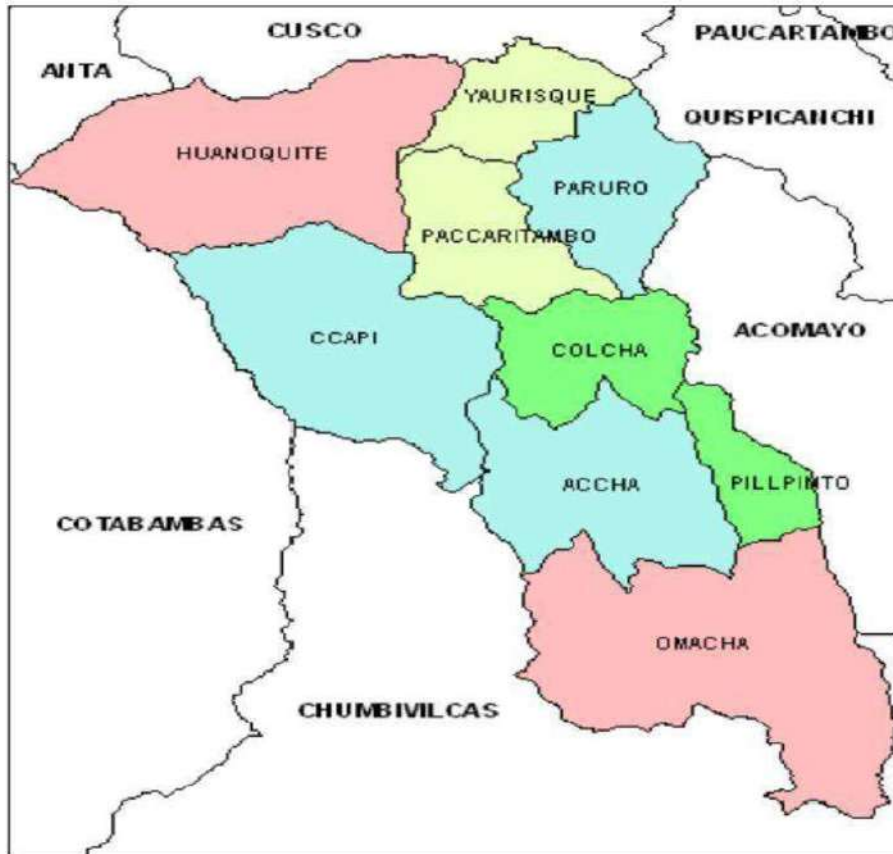 CUSCO
PAUCARTAMBO
ANTA
YAURISQUE
QUISPICANCHI
HUANOQUITE
PARURO
PACCARITAMBO
ACOMAYO
CCAPI
COLCHA
ACCHA
PILLPINTO
COTABAMBAS
OMACHA
CHUMBIVILCAS